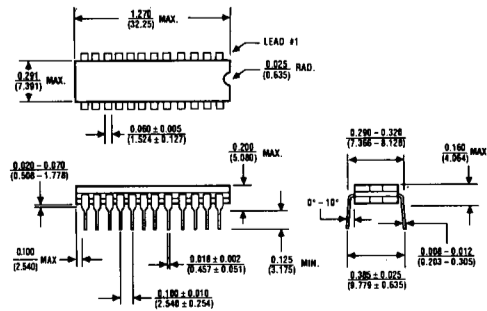 1.270
(32.25) MAX.
LEAD #1
0.291
(7.391) MAX.
0.025
(0.635) RAD.
0.060 ± 0.005
(1.524 ± 0.127)
0.020 - 0.070
(0.508 - 1.778)
0.200
(5.080) MAX.
0.100
(2.540) MAX
0.018 ± 0.002
(0.457 ± 0.051)
0.100 ± 0.010
(2.540 ± 0.254)
0.125
(3.175) MIN.
0.290 - 0.320
(7.366 - 8.128)
0.160
(4.064) MAX
0° - 10°
0.008 - 0.012
(0.203 - 0.305)
0.385 ± 0.025
(9.779 ± 0.635)